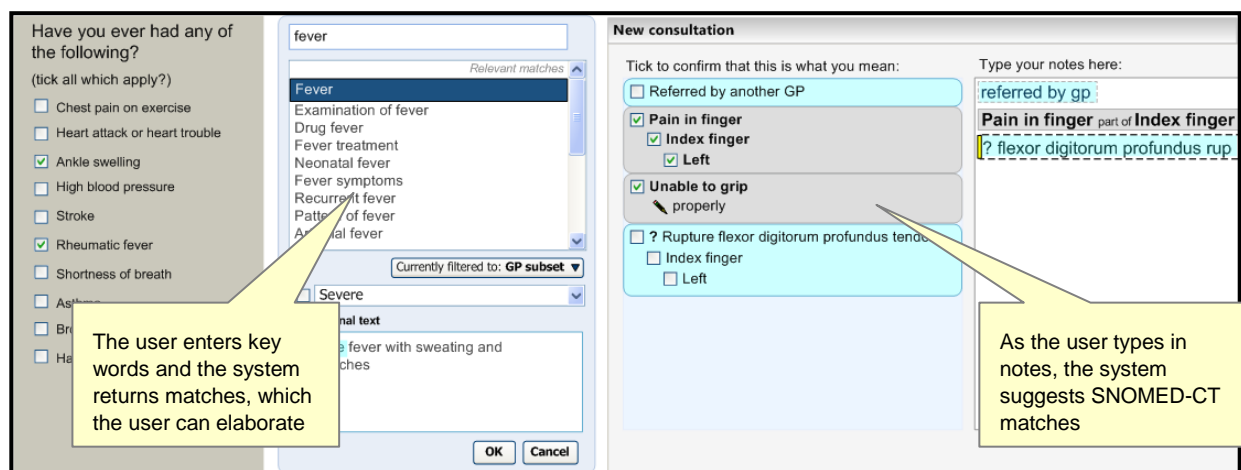 Have you ever had any of
the following?
(tick all which apply?)
Chest pain on exercise
Heart attack or heart trouble
Ankle swelling
High blood pressure
Stroke
Rheumatic fever
Shortness of breath
The user enters key
words and the system
returns matches, which
the user can elaborate
fever
Relevant matches
Fever
Examination of fever
Drug fever
Fever treatment
Neonatal fever
Fever symptoms
Recurrent fever
of fever
fever
Currently filtered to: GP subset
Severe
text
fever with sweating and
OK Cancel
New consultation
Tick to confirm that this is what you mean:
Referred by another GP
Pain in finger
Index finger
Left
Unable to grip
properly
? Rupture flexor digitorum profundus
Index finger
Left
Type your notes here:
referred by gp
Pain in finger part of Index finger
? flexor digitorum profundus rup
As the user types in
notes, the system
suggests SNOMED-CT
matches